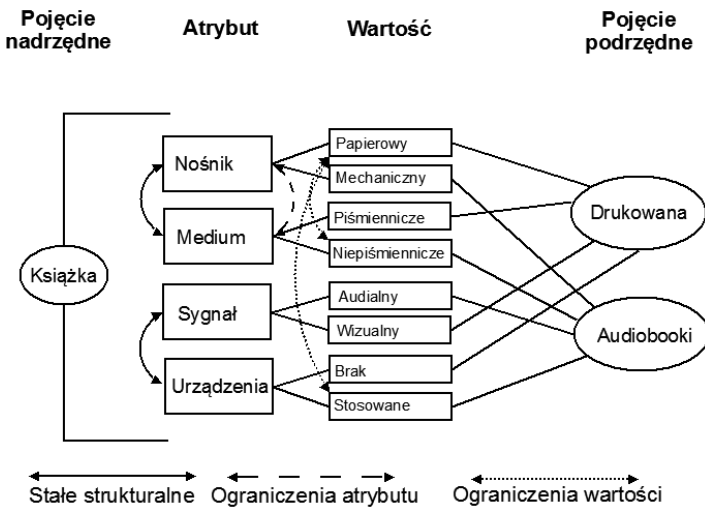 Pojęcie
nadrzędne
Atrybut
Wartość
Pojęcie
podrzędne
Książka
Nośnik
Medium
Sygnał
Urządzenia
Papierowy
Mechaniczny
Piśmiennicze
Niepiśmiennicze
Audialny
Wizualny
Brak
Stosowane
Drukowana
Audiobooki
Stałe strukturalne
Ograniczenia atrybutu
Ograniczenia wartości